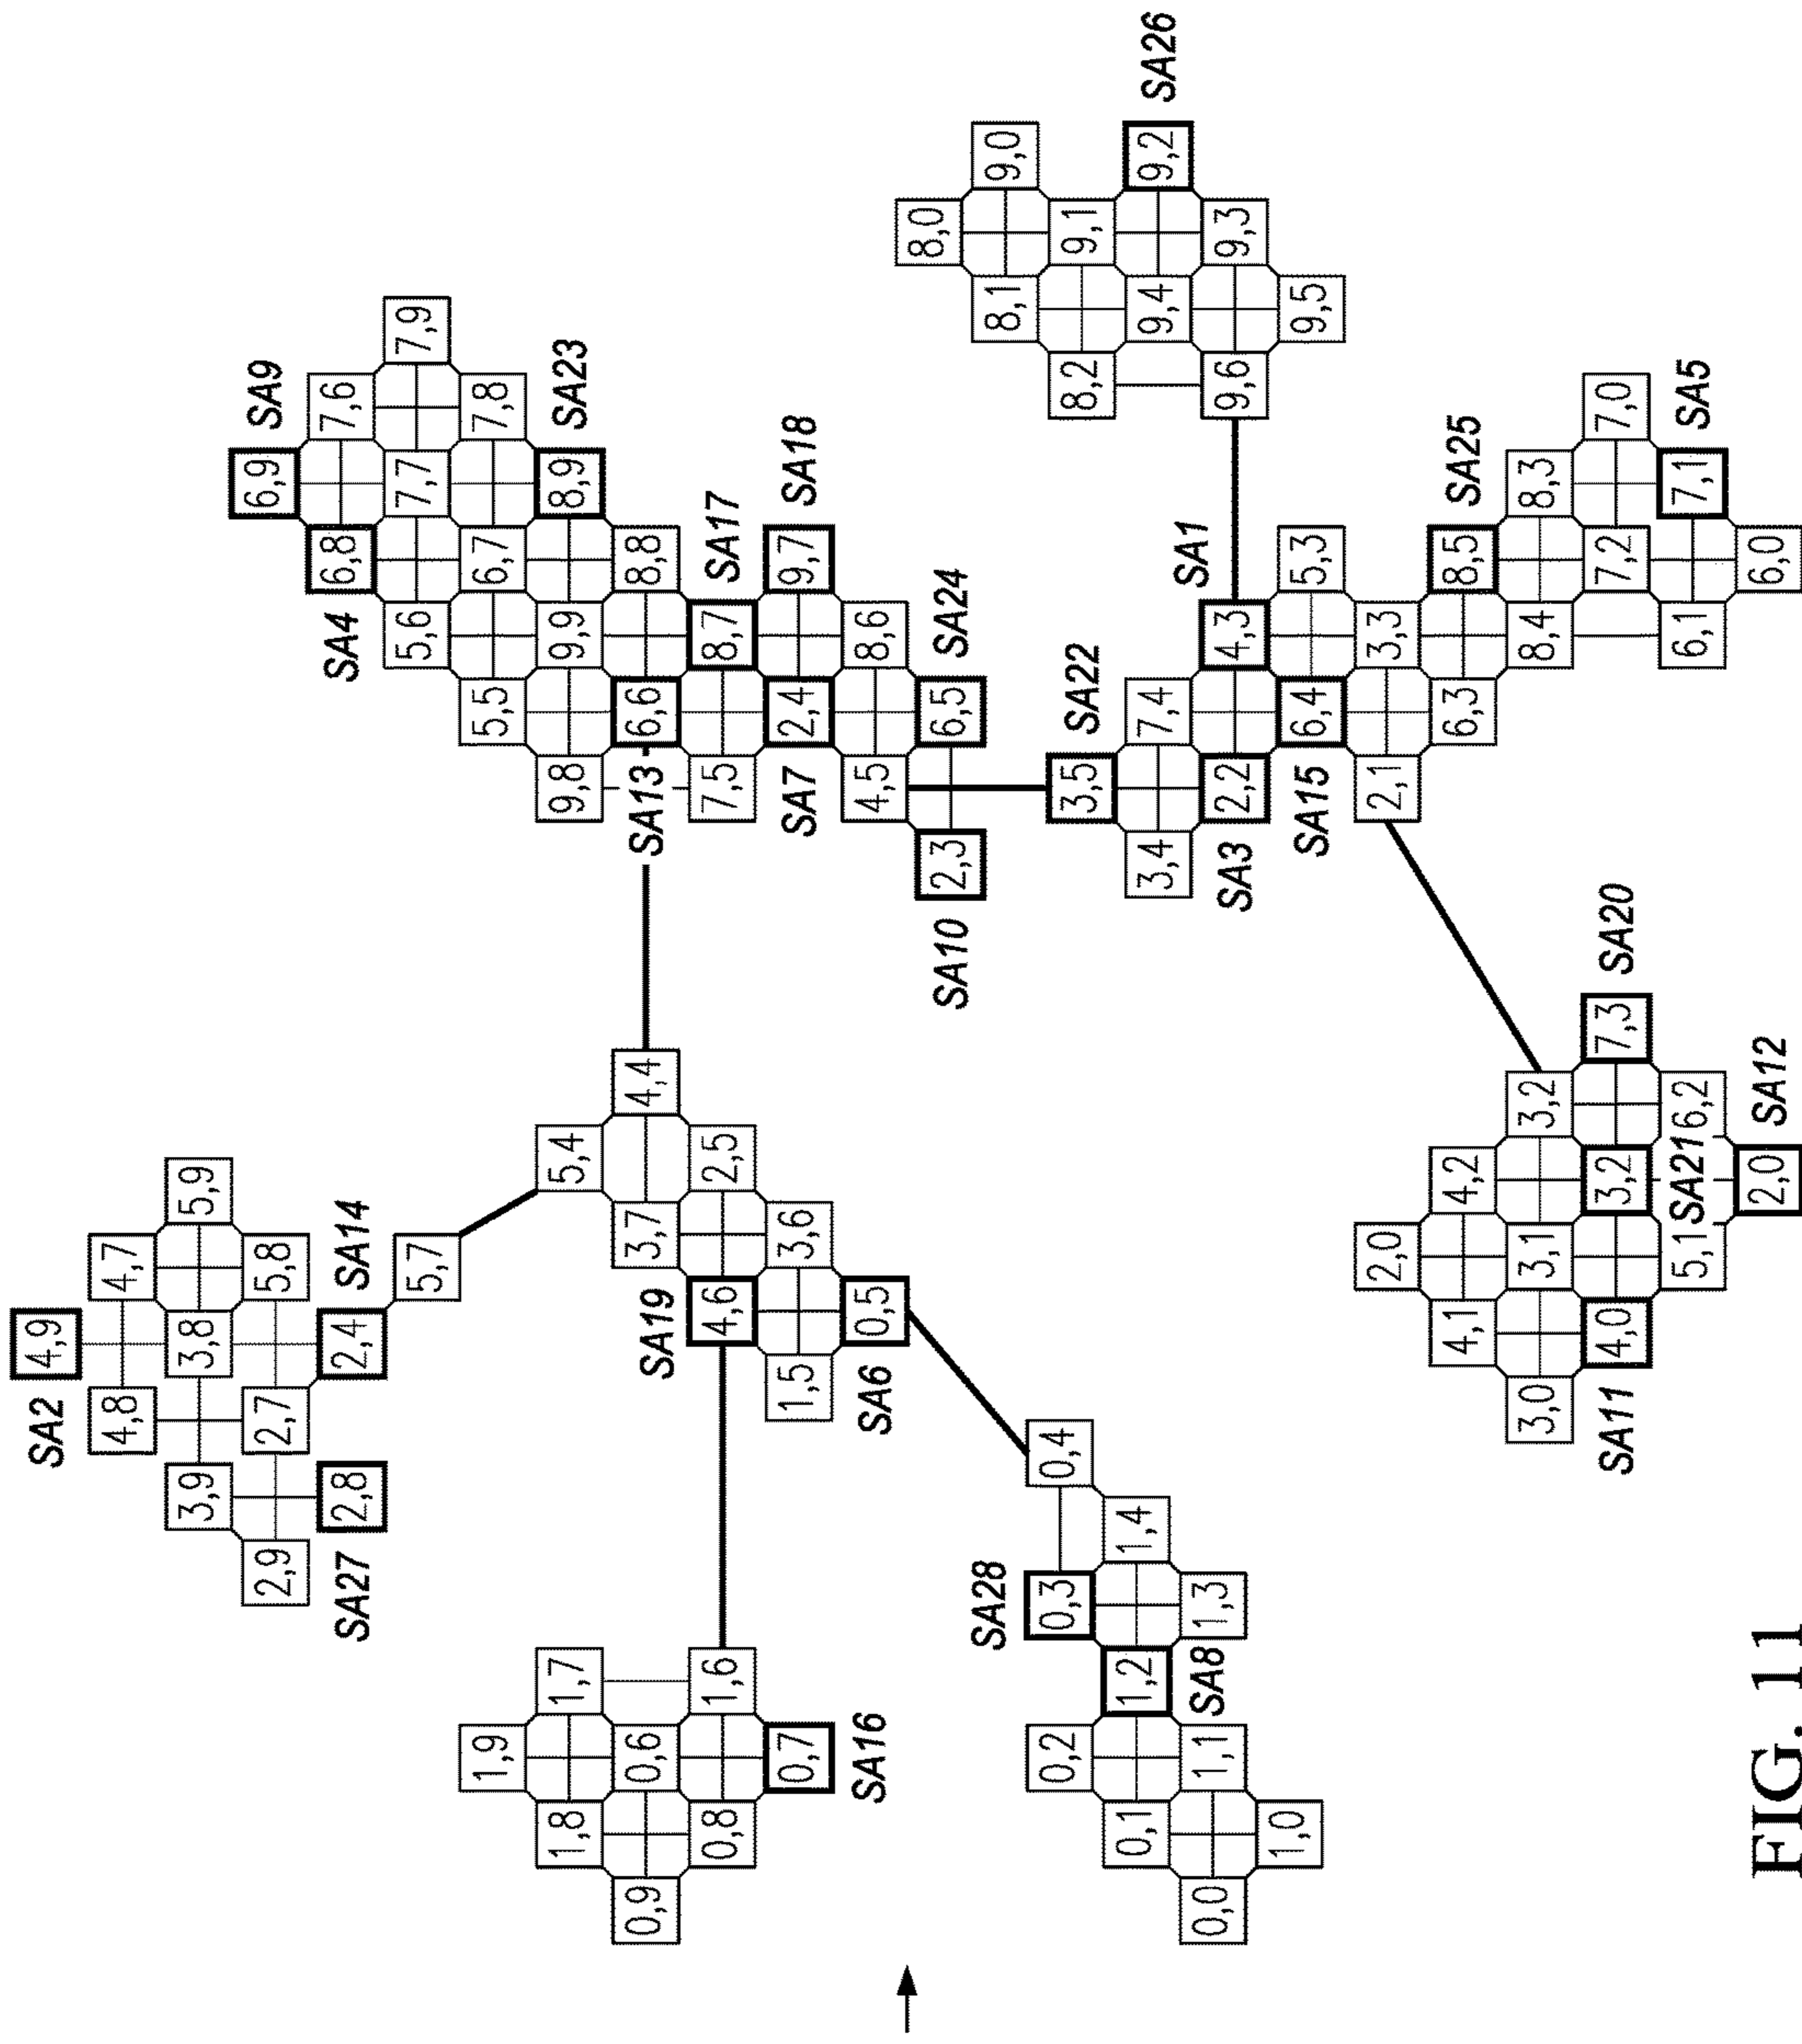 SA2 4,9
4,8 4,7
3,9 3,8 5,9
2,9 2,7 5,8 6,9 SA9
SA27 2,8 2,4 SA14 SA4 6,8 7,6
5,7 5,6 7,7 7,9
1,9 5,5 6,7 7,8
1,8 1,7 5,4 9,8 9,9 8,9 SA23
0,9 0,6 SA19 3,7 4,4 SA13 6,6 8,8
0,8 1,6 4,6 2,5 7,5 8,7 SA17
0,7 1,5 3,6 SA7 2,4 9,7 SA18
SA16 SA6 0,5 4,5 8,6
SA10 2,3 6,5 SA24 8,0
SA28 8,1 9,0
0,2 0,3 0,4 3,5 SA22 8,2 9,1
0,1 1,2 1,4 3,4 7,4 9,4 9,2 SA26
0,0 1,1 SA8 1,3 SA3 2,2 4,3 SA1 9,6 9,3
1,0 SA15 6,4 5,3 9,5
2,0 2,1 3,3
4,1 4,2 6,3 8,5 SA25
3,0 3,1 3,2 8,4 8,3
SA11 4,0 3,2 7,3 SA20 7,2 7,0
5,1 SA21 6,2 6,1 7,1 SA5
FIG. 11 2,0 SA12 6,0